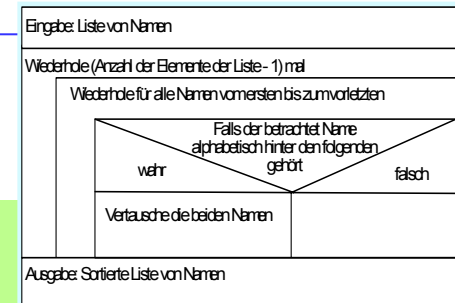 Eingabe: Liste von Namen
Wiederhole (Anzahl der Elemente der Liste - 1) mal
Wiederhole für alle Namen vom ersten bis zum vorletzten
Falls der betrachtet Name
alphabetisch hinter den folgenden
gehört
wahr
falsch
Vertausche die beiden Namen
Ausgabe: Sortierte Liste von Namen